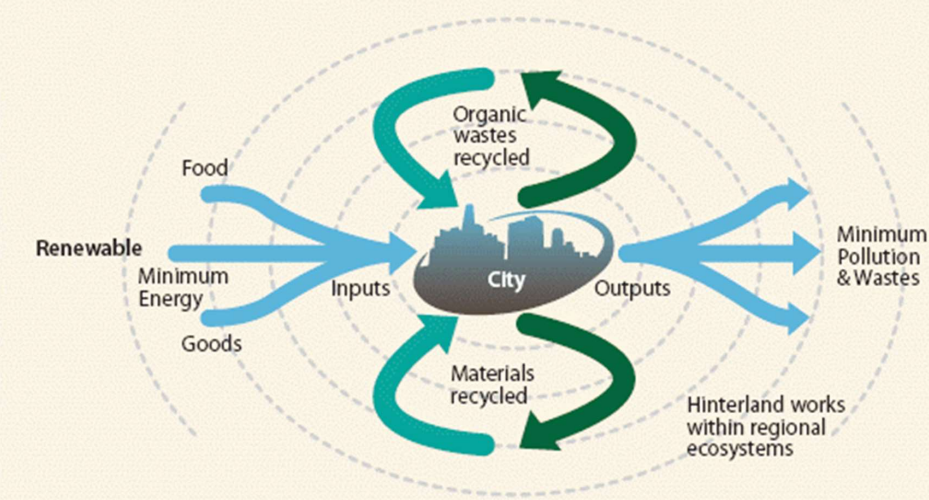 Organic
wastes
recycled
Food
Renewable
Minimum
Energy
Goods
Inputs
City
Outputs
Minimum
Pollution
& Wastes
Materials
recycled
Hinterland works
within regional
ecosystems